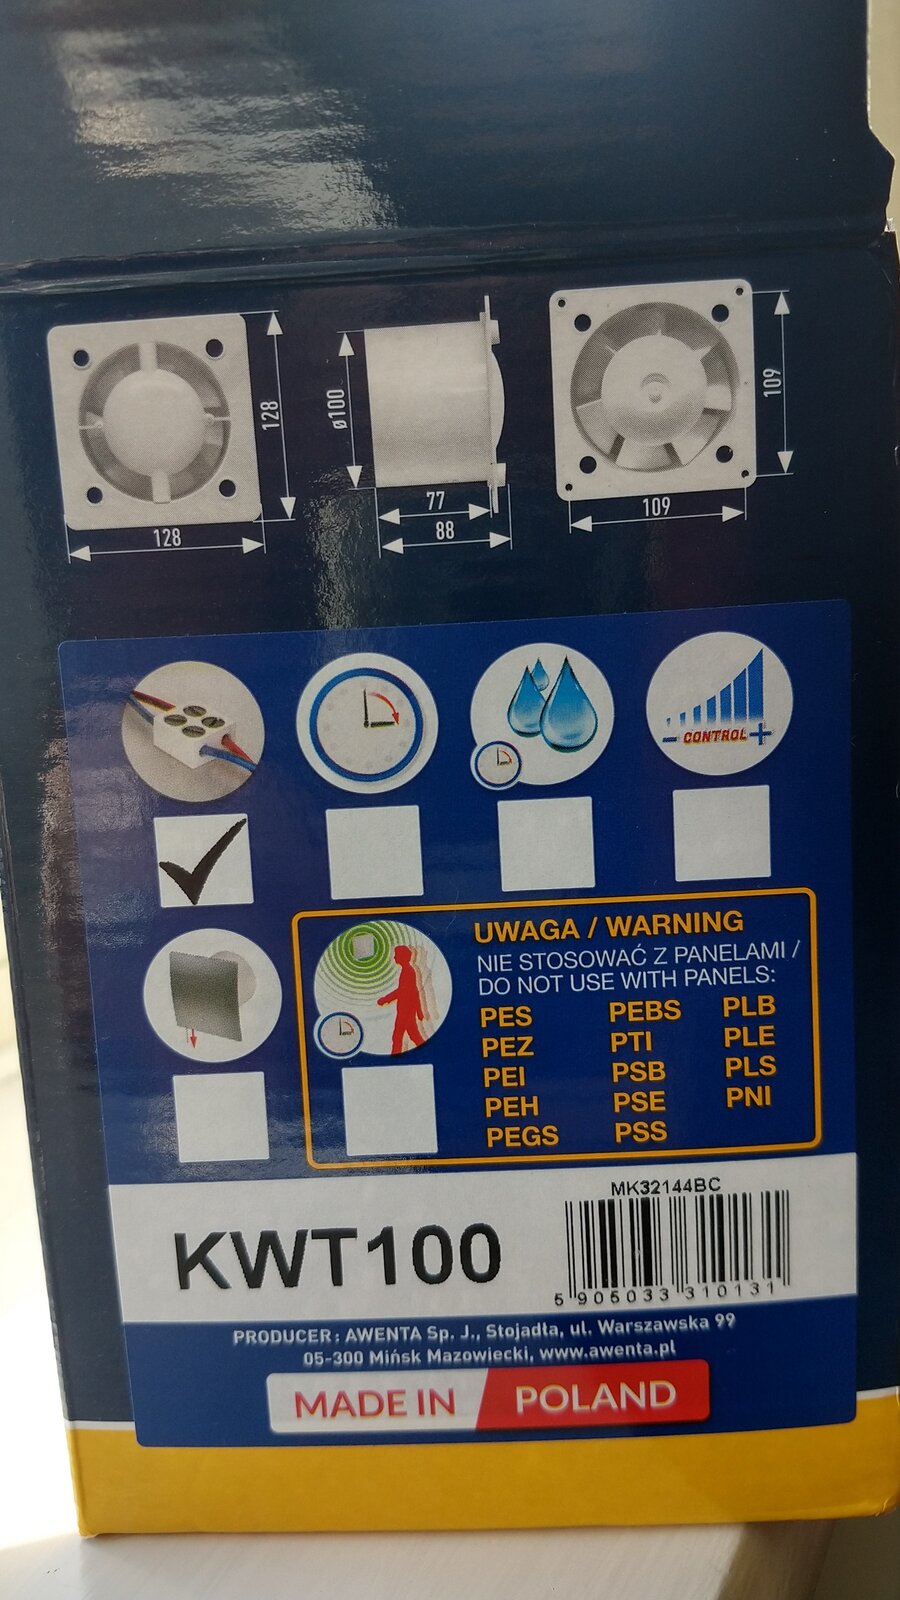 128
128
ø100
77
88
109
109
- CONTROL +
UWAGA / WARNING
NIE STOSOWAĆ Z PANELAMI /
DO NOT USE WITH PANELS:
PES PEBS PLB
PEZ PTI PLE
PEI PSB PLS
PEH PSE PNI
PEGS PSS
MK32144BC
KWT100
5 905033 310131
PRODUCER: AWENTA Sp. J., Stojadła, ul. Warszawska 99
05-300 Mińsk Mazowiecki, www.awenta.pl
MADE IN POLAND